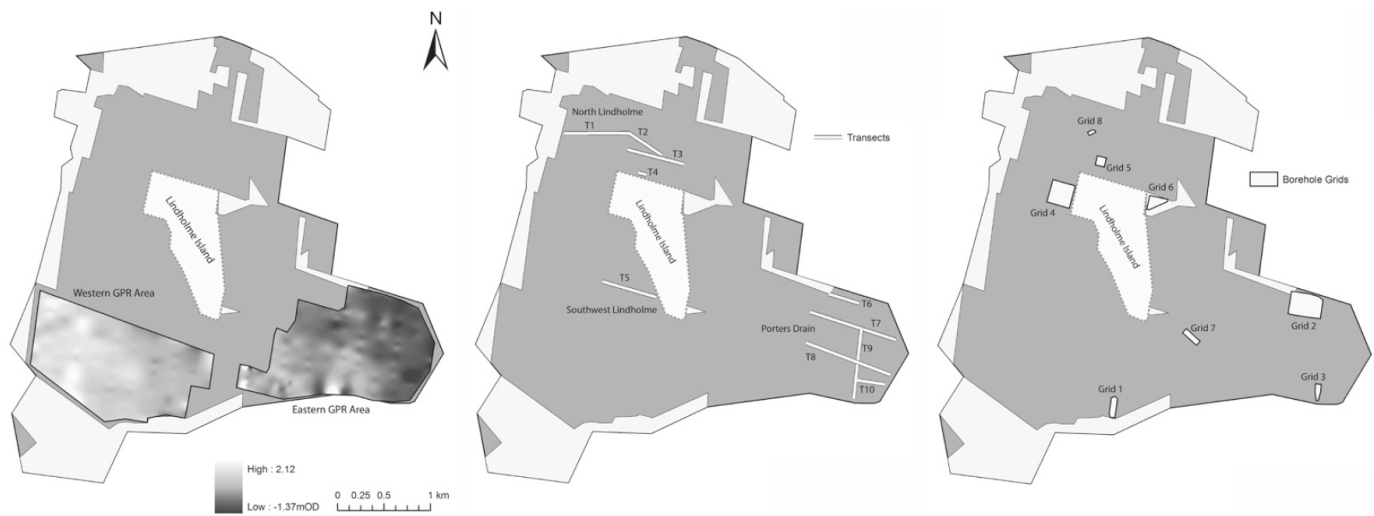 N
Western GPR Area
Lindholme Island
Eastern GPR Area
High : 2.12
Low : -1.37mOD
0 0.25 0.5 1 km
North Lindholme
T1
T2
T3
T4
Transects
Lindholme Island
T5
Southwest Lindholme
T6
Porters Drain
T7
T8
T9
T10
Grid 8
Grid 5
Borehole Grids
Grid 6
Grid 4
Lindholme Island
Grid 2
Grid 7
Grid 3
Grid 1